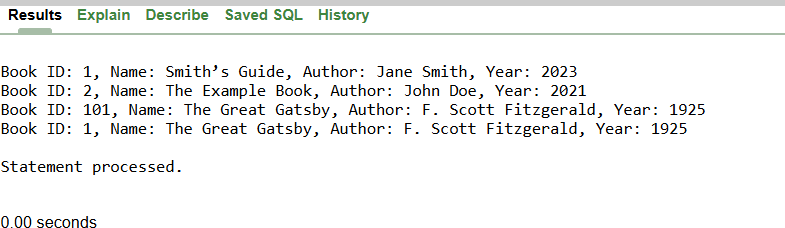 Results Explain Describe Saved SQL History
Book ID: 1, Name: Smith’s Guide, Author: Jane Smith, Year: 2023
Book ID: 2, Name: The Example Book, Author: John Doe, Year: 2021
Book ID: 101, Name: The Great Gatsby, Author: F. Scott Fitzgerald, Year: 1925
Book ID: 1, Name: The Great Gatsby, Author: F. Scott Fitzgerald, Year: 1925
Statement processed.
0.00 seconds